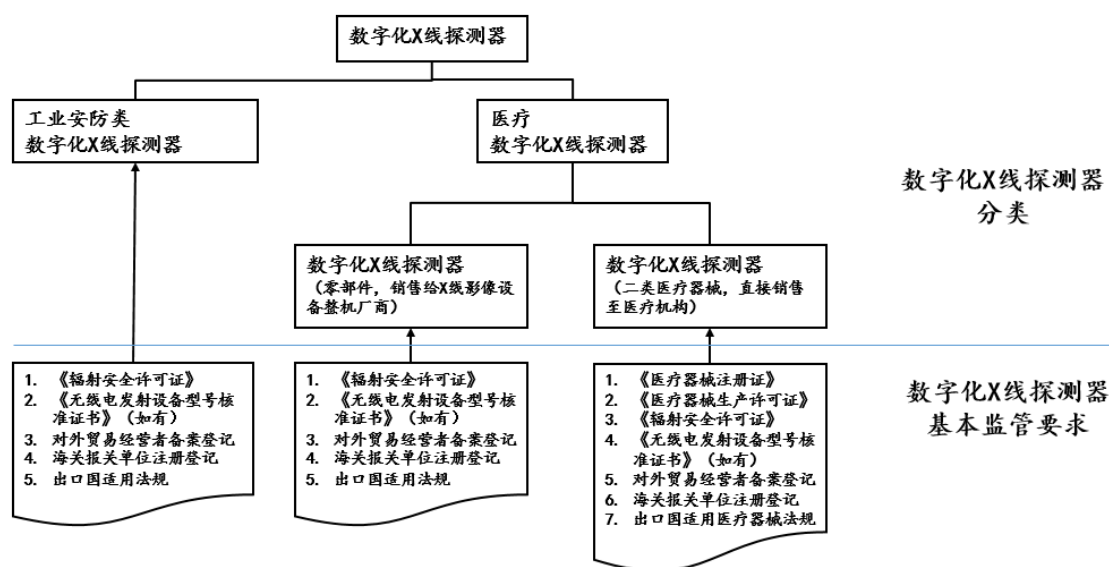 数字化X线探测器
工业安防类
数字化X线探测器
医疗
数字化X线探测器
数字化X线探测器
分类
数字化X线探测器
（零部件，销售给X线影像设
备整机厂商）
数字化X线探测器
（二类医疗器械，直接销售
至医疗机构）
1. 《辐射安全许可证》
2. 《无线电发射设备型号核
准证书》（如有）
3. 对外贸易经营者备案登记
4. 海关报关单位注册登记
5. 出口国适用法规
1. 《辐射安全许可证》
2. 《无线电发射设备型号核
准证书》（如有）
3. 对外贸易经营者备案登记
4. 海关报关单位注册登记
5. 出口国适用法规
1. 《医疗器械注册证》
2. 《医疗器械生产许可证》
3. 《辐射安全许可证》
4. 《无线电发射设备型号核
准证书》（如有）
5. 对外贸易经营者备案登记
6. 海关报关单位注册登记
7. 出口国适用医疗器械法规
数字化X线探测器
基本监管要求